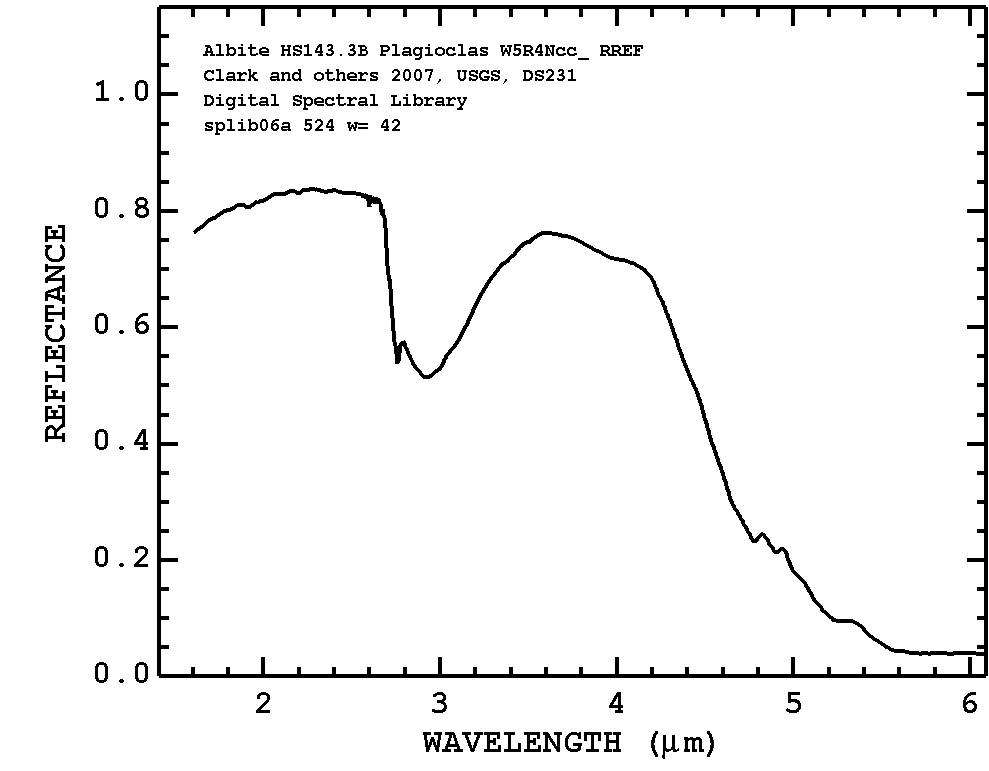 Albite HS143.3B Plagioclas W5R4Ncc_ RREF
Clark and others 2007, USGS, DS231
Digital Spectral Library
splib06a 524 w= 42
1.0
0.8
0.6
0.4
0.2
0.0
REFLECTANCE
2 3 4 5 6
WAVELENGTH (μm)